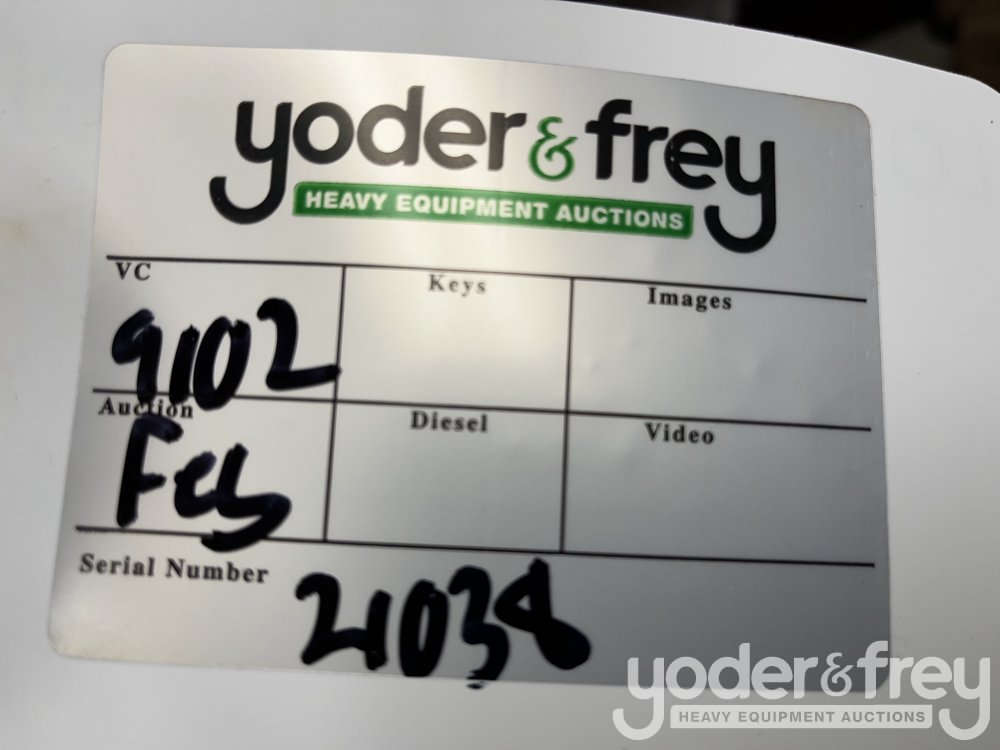 yoder & frey
HEAVY EQUIPMENT AUCTIONS
VC Keys Images
9102
Auction Diesel Video
Feb
Serial Number
21038
yoder & frey
HEAVY EQUIPMENT AUCTIONS